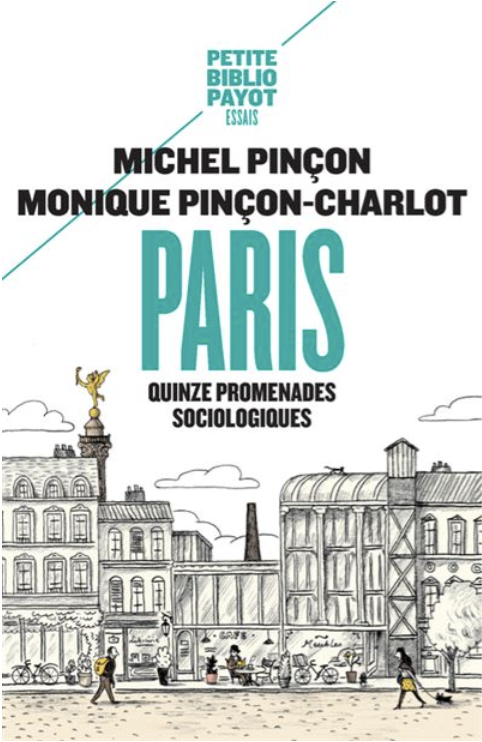 PETITE
BIBLIO
PAYOT
ESSAIS
MICHEL PINÇON
MONIQUE PINÇON-CHARLOT
PARIS
QUINZE PROMENADES
SOCIOLOGIQUES
CAFE